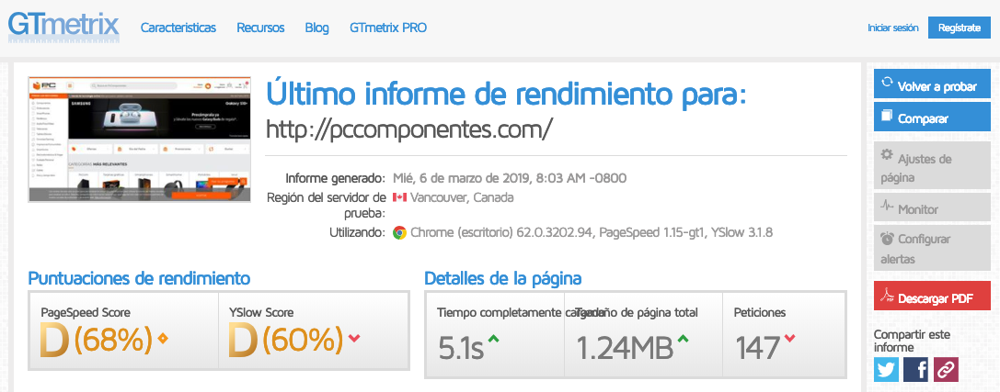 GTmetrix
Caracteristicas Recursos Blog GTmetrix PRO
Iniciar sesión Regístrate
PC
SAMSUNG
Galaxy S10+
Último informe de rendimiento para:
http://pccomponentes.com/
Informe generado: Mié, 6 de marzo de 2019, 8:03 AM -0800
Región del servidor de prueba: Vancouver, Canada
Utilizando: Chrome (escritorio) 62.0.3202.94, PageSpeed 1.15-gt1, YSlow 3.1.8
Puntuaciones de rendimiento
PageSpeed Score
D (68%)
YSlow Score
D (60%)
Detalles de la página
Tiempo completamente cargado
5.1s
Tamaño de página total
1.24MB
Peticiones
147
Volver a probar
Comparar
Ajustes de
página
Monitor
Configurar
alertas
Descargar PDF
Compartir este
informe